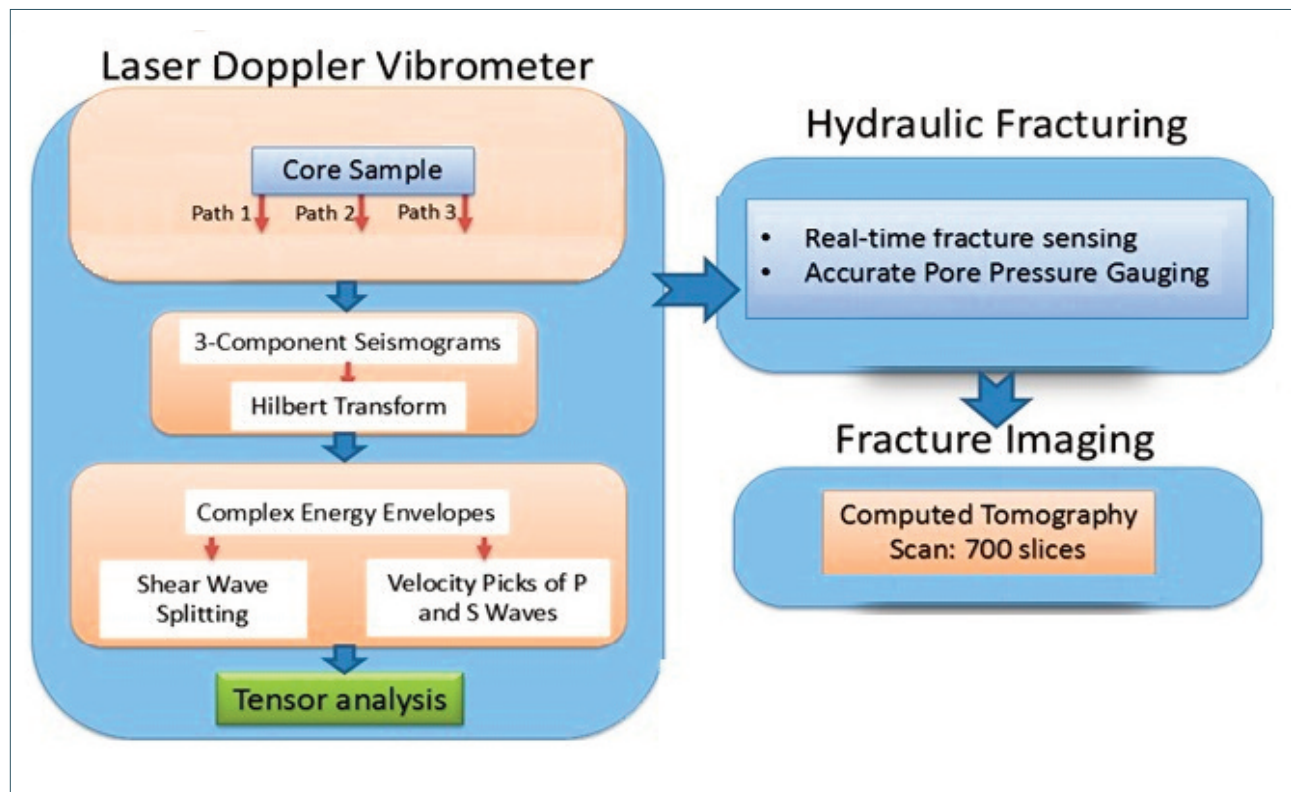 Laser Doppler Vibrometer
Core Sample
Path 1
Path 2
Path 3
3-Component Seismograms
Hilbert Transform
Complex Energy Envelopes
Shear Wave
Splitting
Velocity Picks of P
and S Waves
Tensor analysis
Hydraulic Fracturing
• Real-time fracture sensing
• Accurate Pore Pressure Gauging
Fracture Imaging
Computed Tomography
Scan: 700 slices